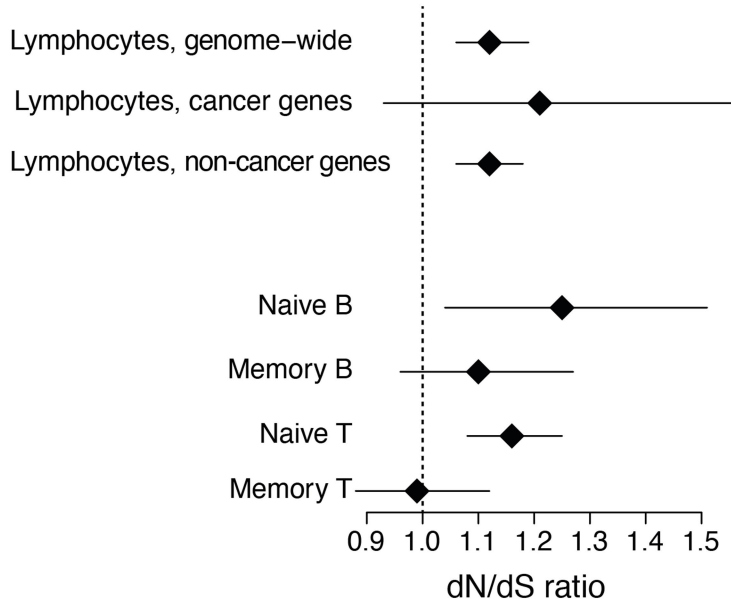 Lymphocytes, genome–wide
Lymphocytes, cancer genes
Lymphocytes, non-cancer genes
Naive B
Memory B
Naive T
Memory T
0.9 1.0 1.1 1.2 1.3 1.4 1.5
dN/dS ratio